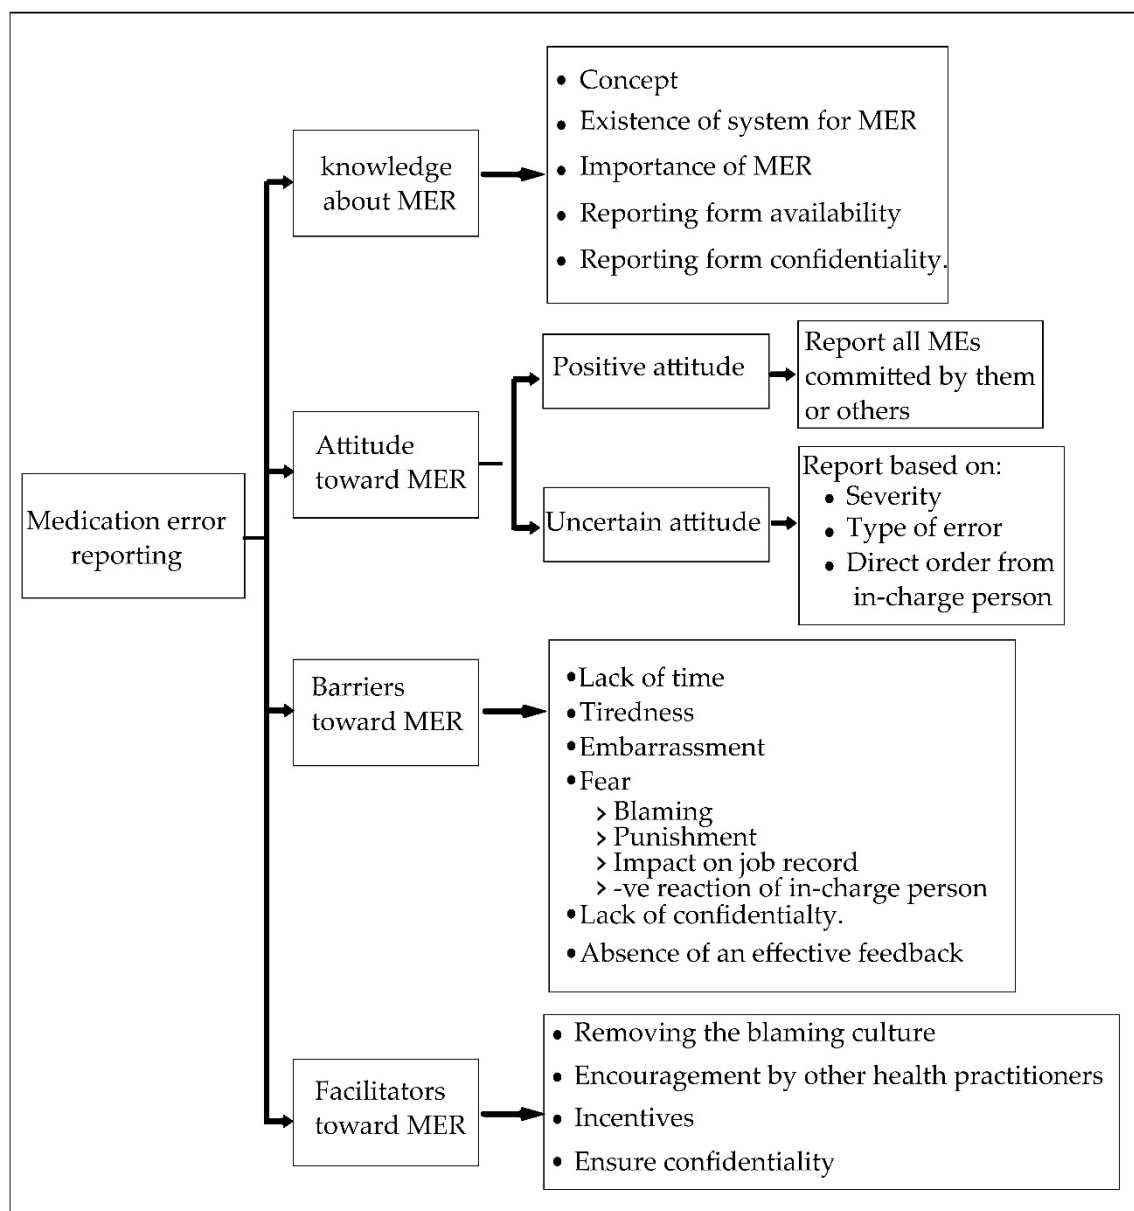 Medication error
reporting
knowledge
about MER
• Concept
• Existence of system for MER
• Importance of MER
• Reporting form availability
• Reporting form confidentiality.
Attitude
toward MER
Positive attitude
Report all MEs
committed by them
or others
Uncertain attitude
Report based on:
• Severity
• Type of error
• Direct order from
in-charge person
Barriers
toward MER
•Lack of time
•Tiredness
•Embarrassment
•Fear
> Blaming
> Punishment
> Impact on job record
> -ve reaction of in-charge person
•Lack of confidentialty.
•Absence of an effective feedback
Facilitators
toward MER
• Removing the blaming culture
• Encouragement by other health practitioners
• Incentives
• Ensure confidentiality